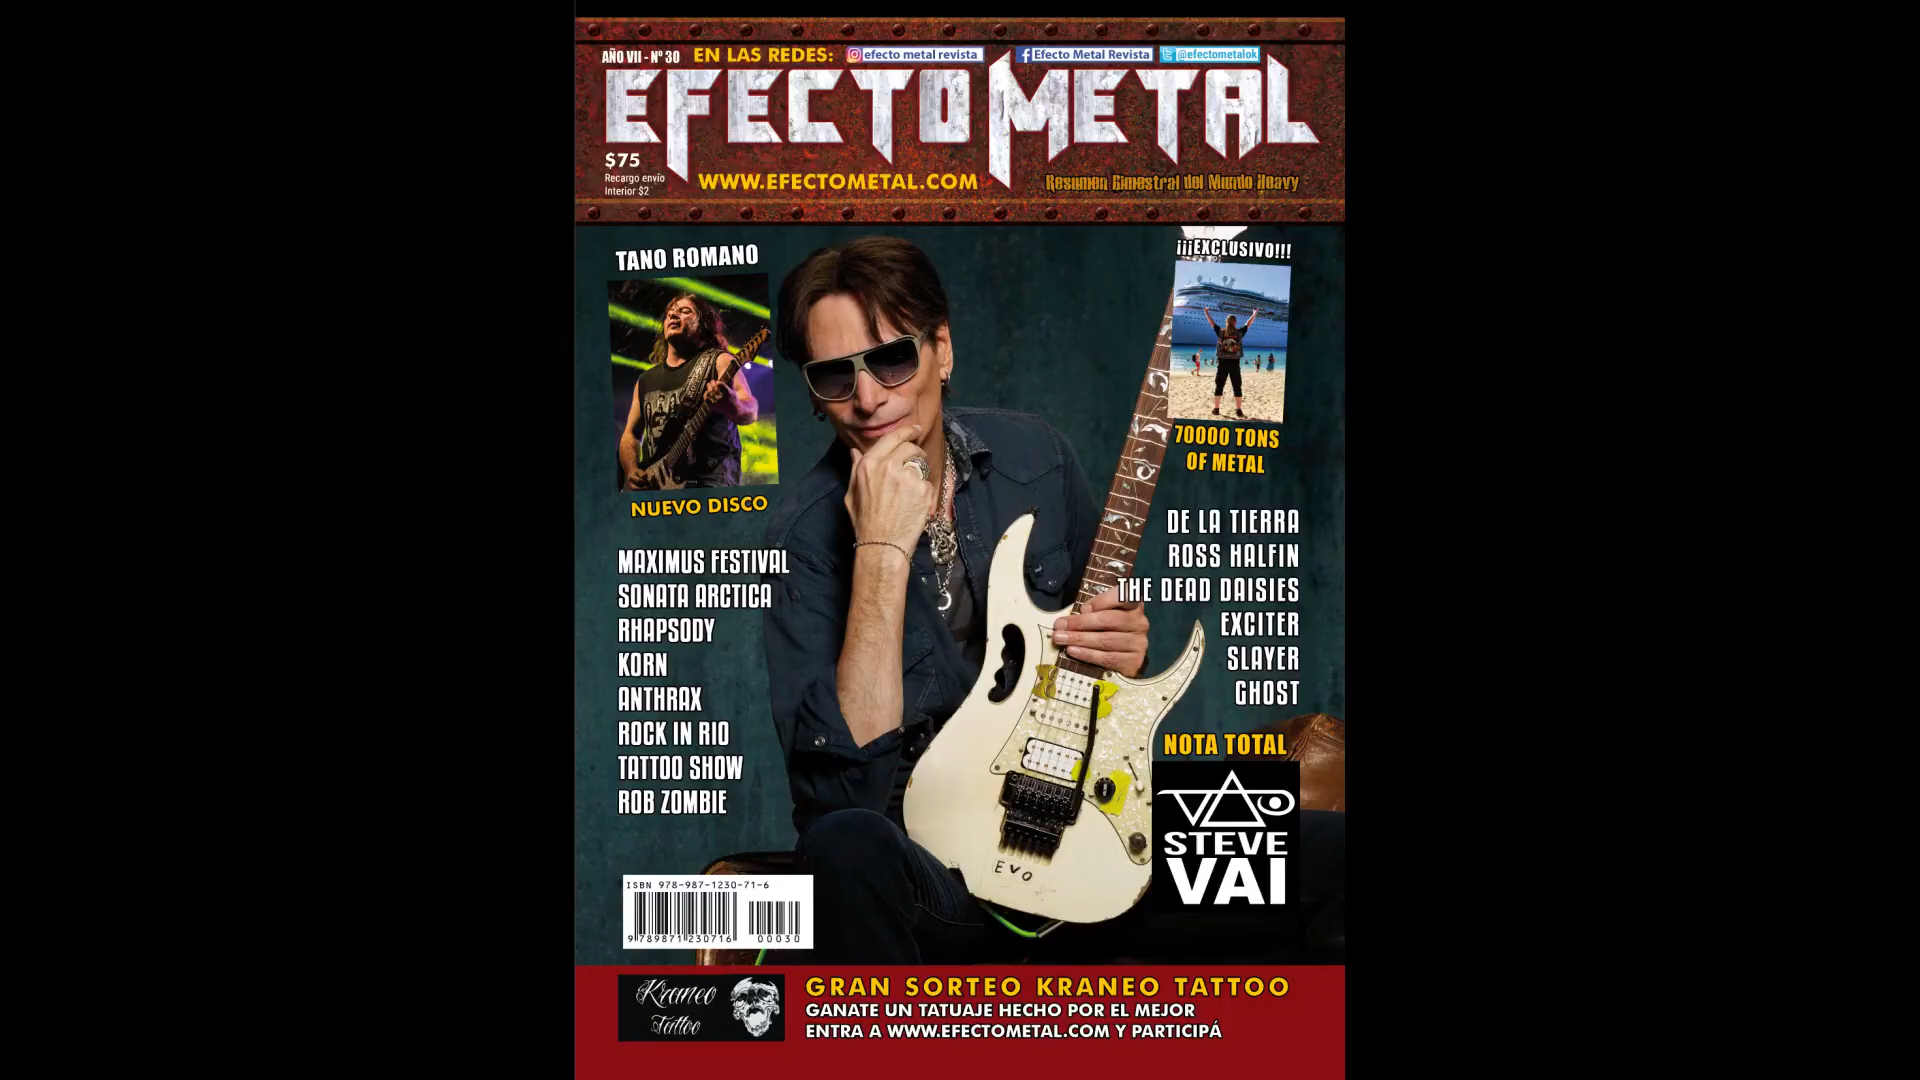 AÑO VII - Nº 30
EN LAS REDES:
efecto metal revista
Efecto Metal Revista
@efectometalok
EFECTO METAL
$75
Recargo envío
Interior $2
WWW.EFECTOMETAL.COM
Resumen Bimestral del Mundo Heavy
TANO ROMANO
NUEVO DISCO
MAXIMUS FESTIVAL
SONATA ARCTICA
RHAPSODY
KORN
ANTHRAX
ROCK IN RIO
TATTOO SHOW
ROB ZOMBIE
¡¡¡EXCLUSIVO!!!
70000 TONS
OF METAL
DE LA TIERRA
ROSS HALFIN
THE DEAD DAISIES
EXCITER
SLAYER
GHOST
NOTA TOTAL
VAI
STEVE
VAI
EVO
ISBN 978-987-1230-71-6
9 789871 230716
00030
Kraneo
Tattoo
GRAN SORTEO KRANEO TATTOO
GANATE UN TATUAJE HECHO POR EL MEJOR
ENTRA A WWW.EFECTOMETAL.COM Y PARTICIPÁ